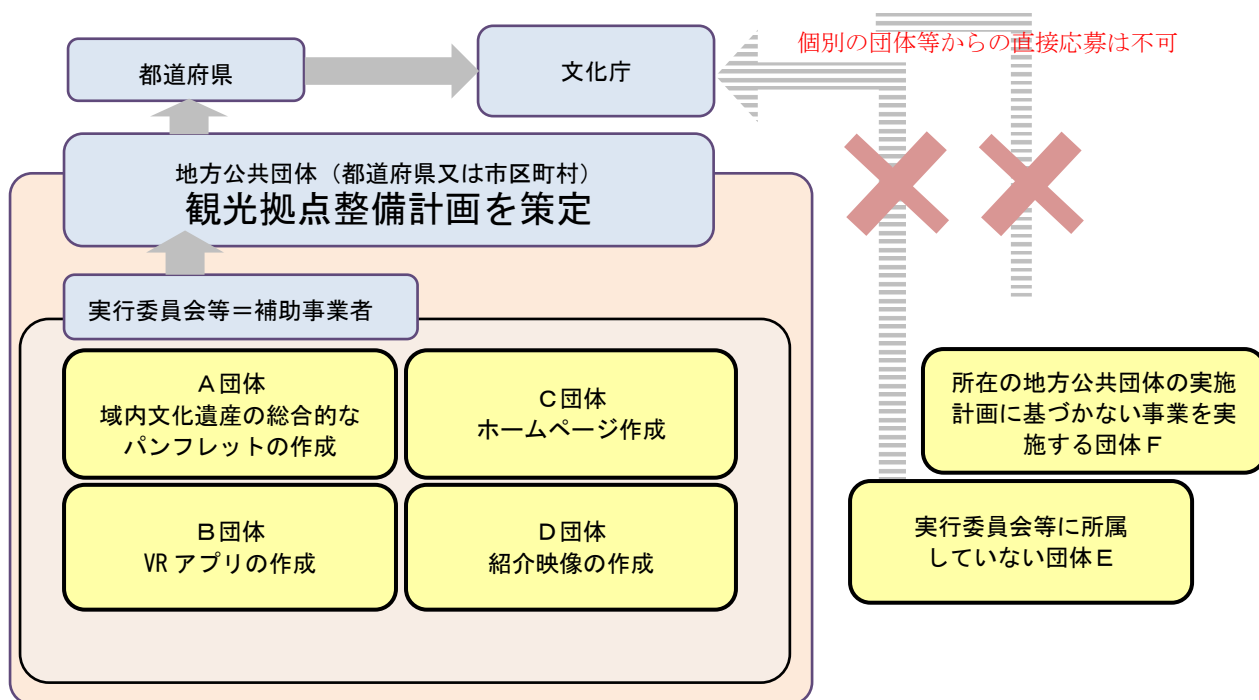 個別の団体等からの直接応募は不可
都道府県
文化庁
地方公共団体（都道府県又は市区町村）
観光拠点整備計画を策定
実行委員会等＝補助事業者
Ａ団体
域内文化遺産の総合的な
パンフレットの作成
Ｃ団体
ホームページ作成
Ｂ団体
VRアプリの作成
Ｄ団体
紹介映像の作成
所在の地方公共団体の実施
計画に基づかない事業を実
施する団体Ｆ
実行委員会等に所属
していない団体Ｅ